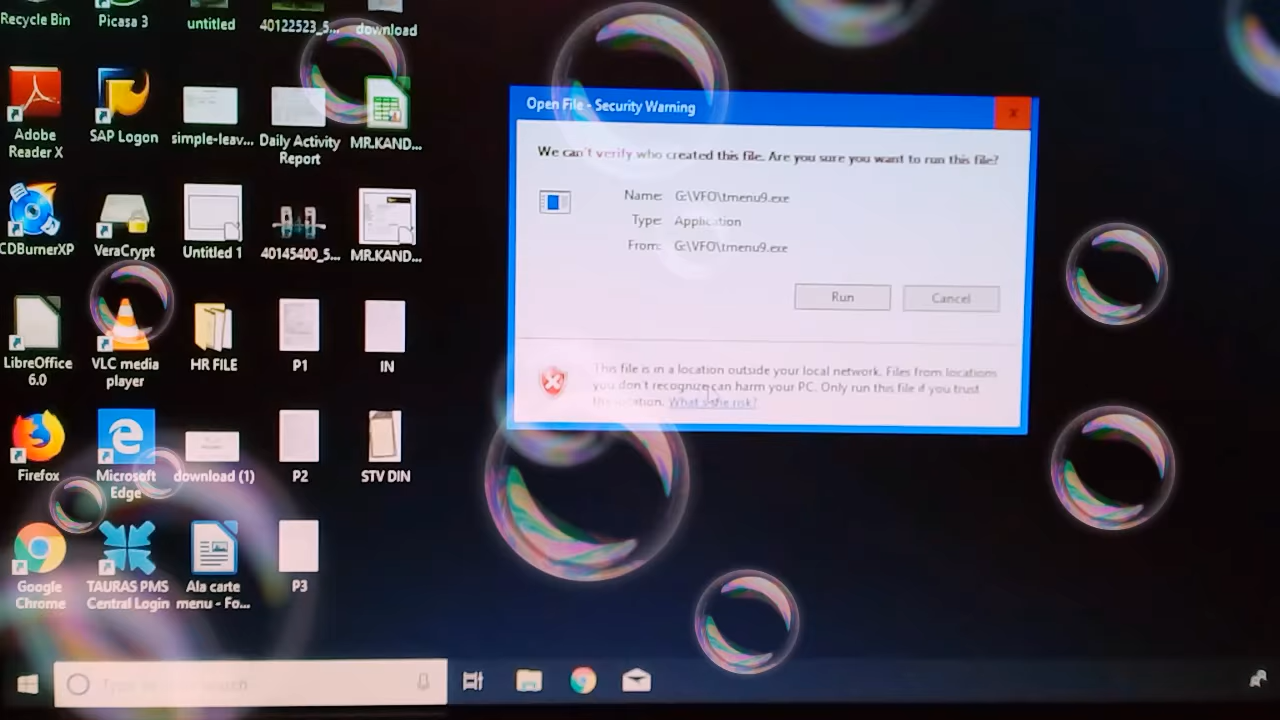 Recycle Bin
Picasa 3
untitled
40122523_5...
download
Adobe
Reader X
SAP Logon
simple-leav...
Daily Activity
Report
MR.KAND...
CDBurnerXP
VeraCrypt
Untitled 1
40145400_5...
MR.KAND...
LibreOffice
6.0
VLC media
player
HR FILE
P1
IN
Firefox
Microsoft
Edge
download (1)
P2
STV DIN
Google
Chrome
TAURAS PMS
Central Login
Ala carte
menu - Fo...
P3
Open File - Security Warning
We can't verify who created this file. Are you sure you want to run this file?
Name: G:\VFO\tmenu9.exe
Type: Application
From: G:\VFO\tmenu9.exe
Run
Cancel
This file is in a location outside your local network. Files from locations
you don't recognize can harm your PC. Only run this file if you trust
the location. What's the risk?